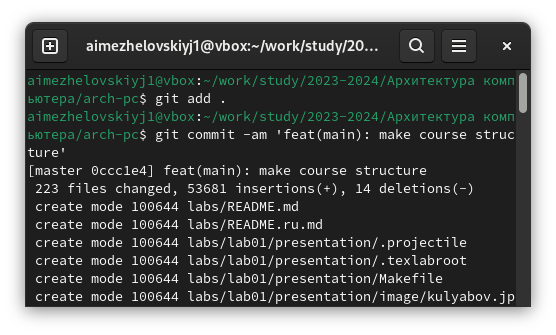 aimezhelovskiyj1@vbox:~/work/study/20...
aimezhelovskiyj1@vbox:~/work/study/2023-2024/Архитектура комп
ьютера/arch-pc$ git add .
aimezhelovskiyj1@vbox:~/work/study/2023-2024/Архитектура комп
ьютера/arch-pc$ git commit -am 'feat(main): make course struc
ture'
[master 0ccc1e4] feat(main): make course structure
 223 files changed, 53681 insertions(+), 14 deletions(-)
 create mode 100644 labs/README.md
 create mode 100644 labs/README.ru.md
 create mode 100644 labs/lab01/presentation/.projectile
 create mode 100644 labs/lab01/presentation/.texlabroot
 create mode 100644 labs/lab01/presentation/Makefile
 create mode 100644 labs/lab01/presentation/image/kulyabov.jp